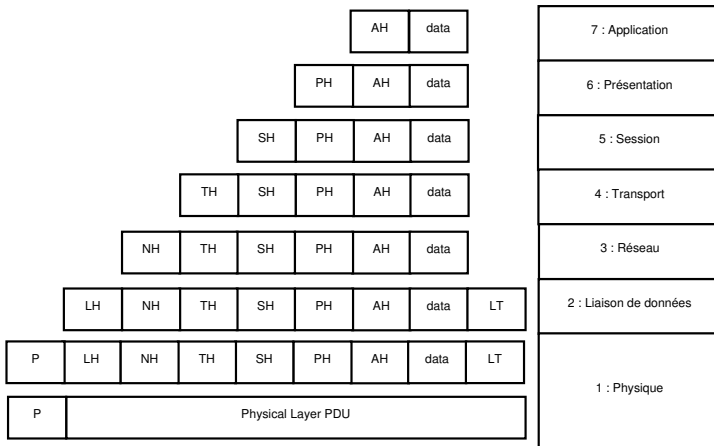 AH data 7 : Application
PH AH data 6 : Présentation
SH PH AH data 5 : Session
TH SH PH AH data 4 : Transport
NH TH SH PH AH data 3 : Réseau
LH NH TH SH PH AH data LT 2 : Liaison de données
P LH NH TH SH PH AH data LT
1 : Physique
P Physical Layer PDU